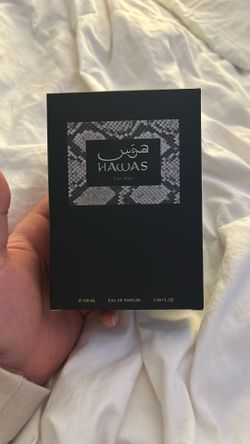 هوس
HAWAS
For Him
℮ 100 ML EAU DE PARFUM 3.38 FL.OZ